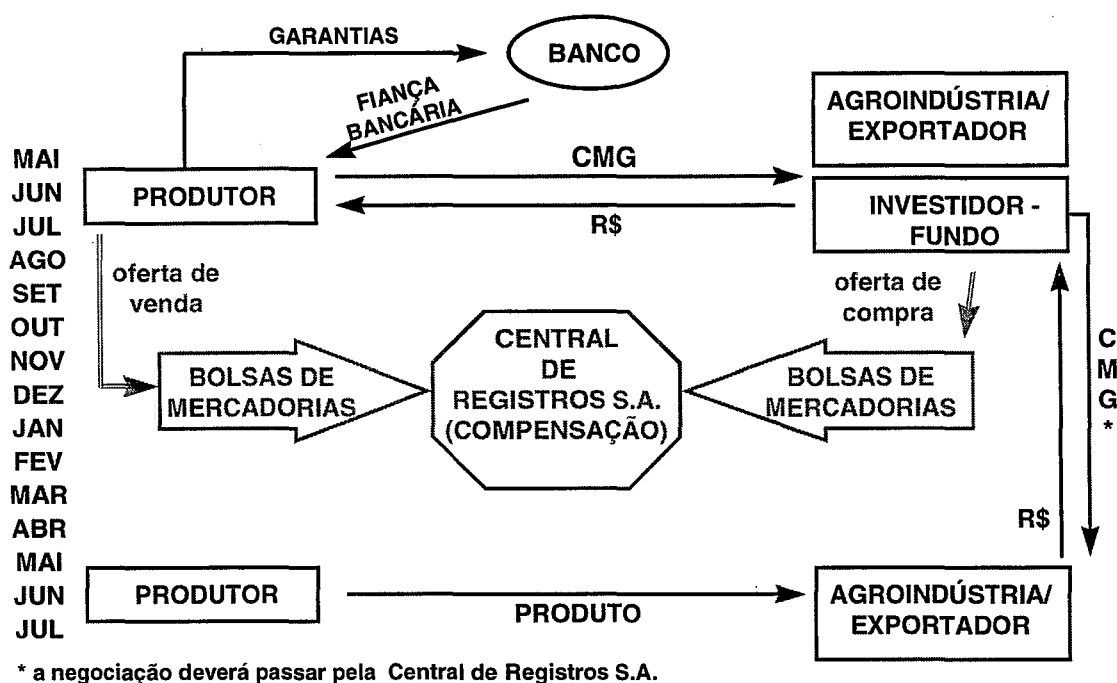 GARANTIAS
BANCO
FIANÇA
BANCÁRIA
AGROINDÚSTRIA/
EXPORTADOR
MAI
JUN
JUL
AGO
SET
OUT
NOV
DEZ
JAN
FEV
MAR
ABR
MAI
JUN
JUL
PRODUTOR
CMG
R$
INVESTIDOR -
FUNDO
oferta de
venda
oferta de
compra
BOLSAS DE
MERCADORIAS
CENTRAL
DE
REGISTROS S.A.
(COMPENSAÇÃO)
BOLSAS DE
MERCADORIAS
C
M
G
*
R$
PRODUTOR
PRODUTO
AGROINDÚSTRIA/
EXPORTADOR
* a negociação deverá passar pela Central de Registros S.A.